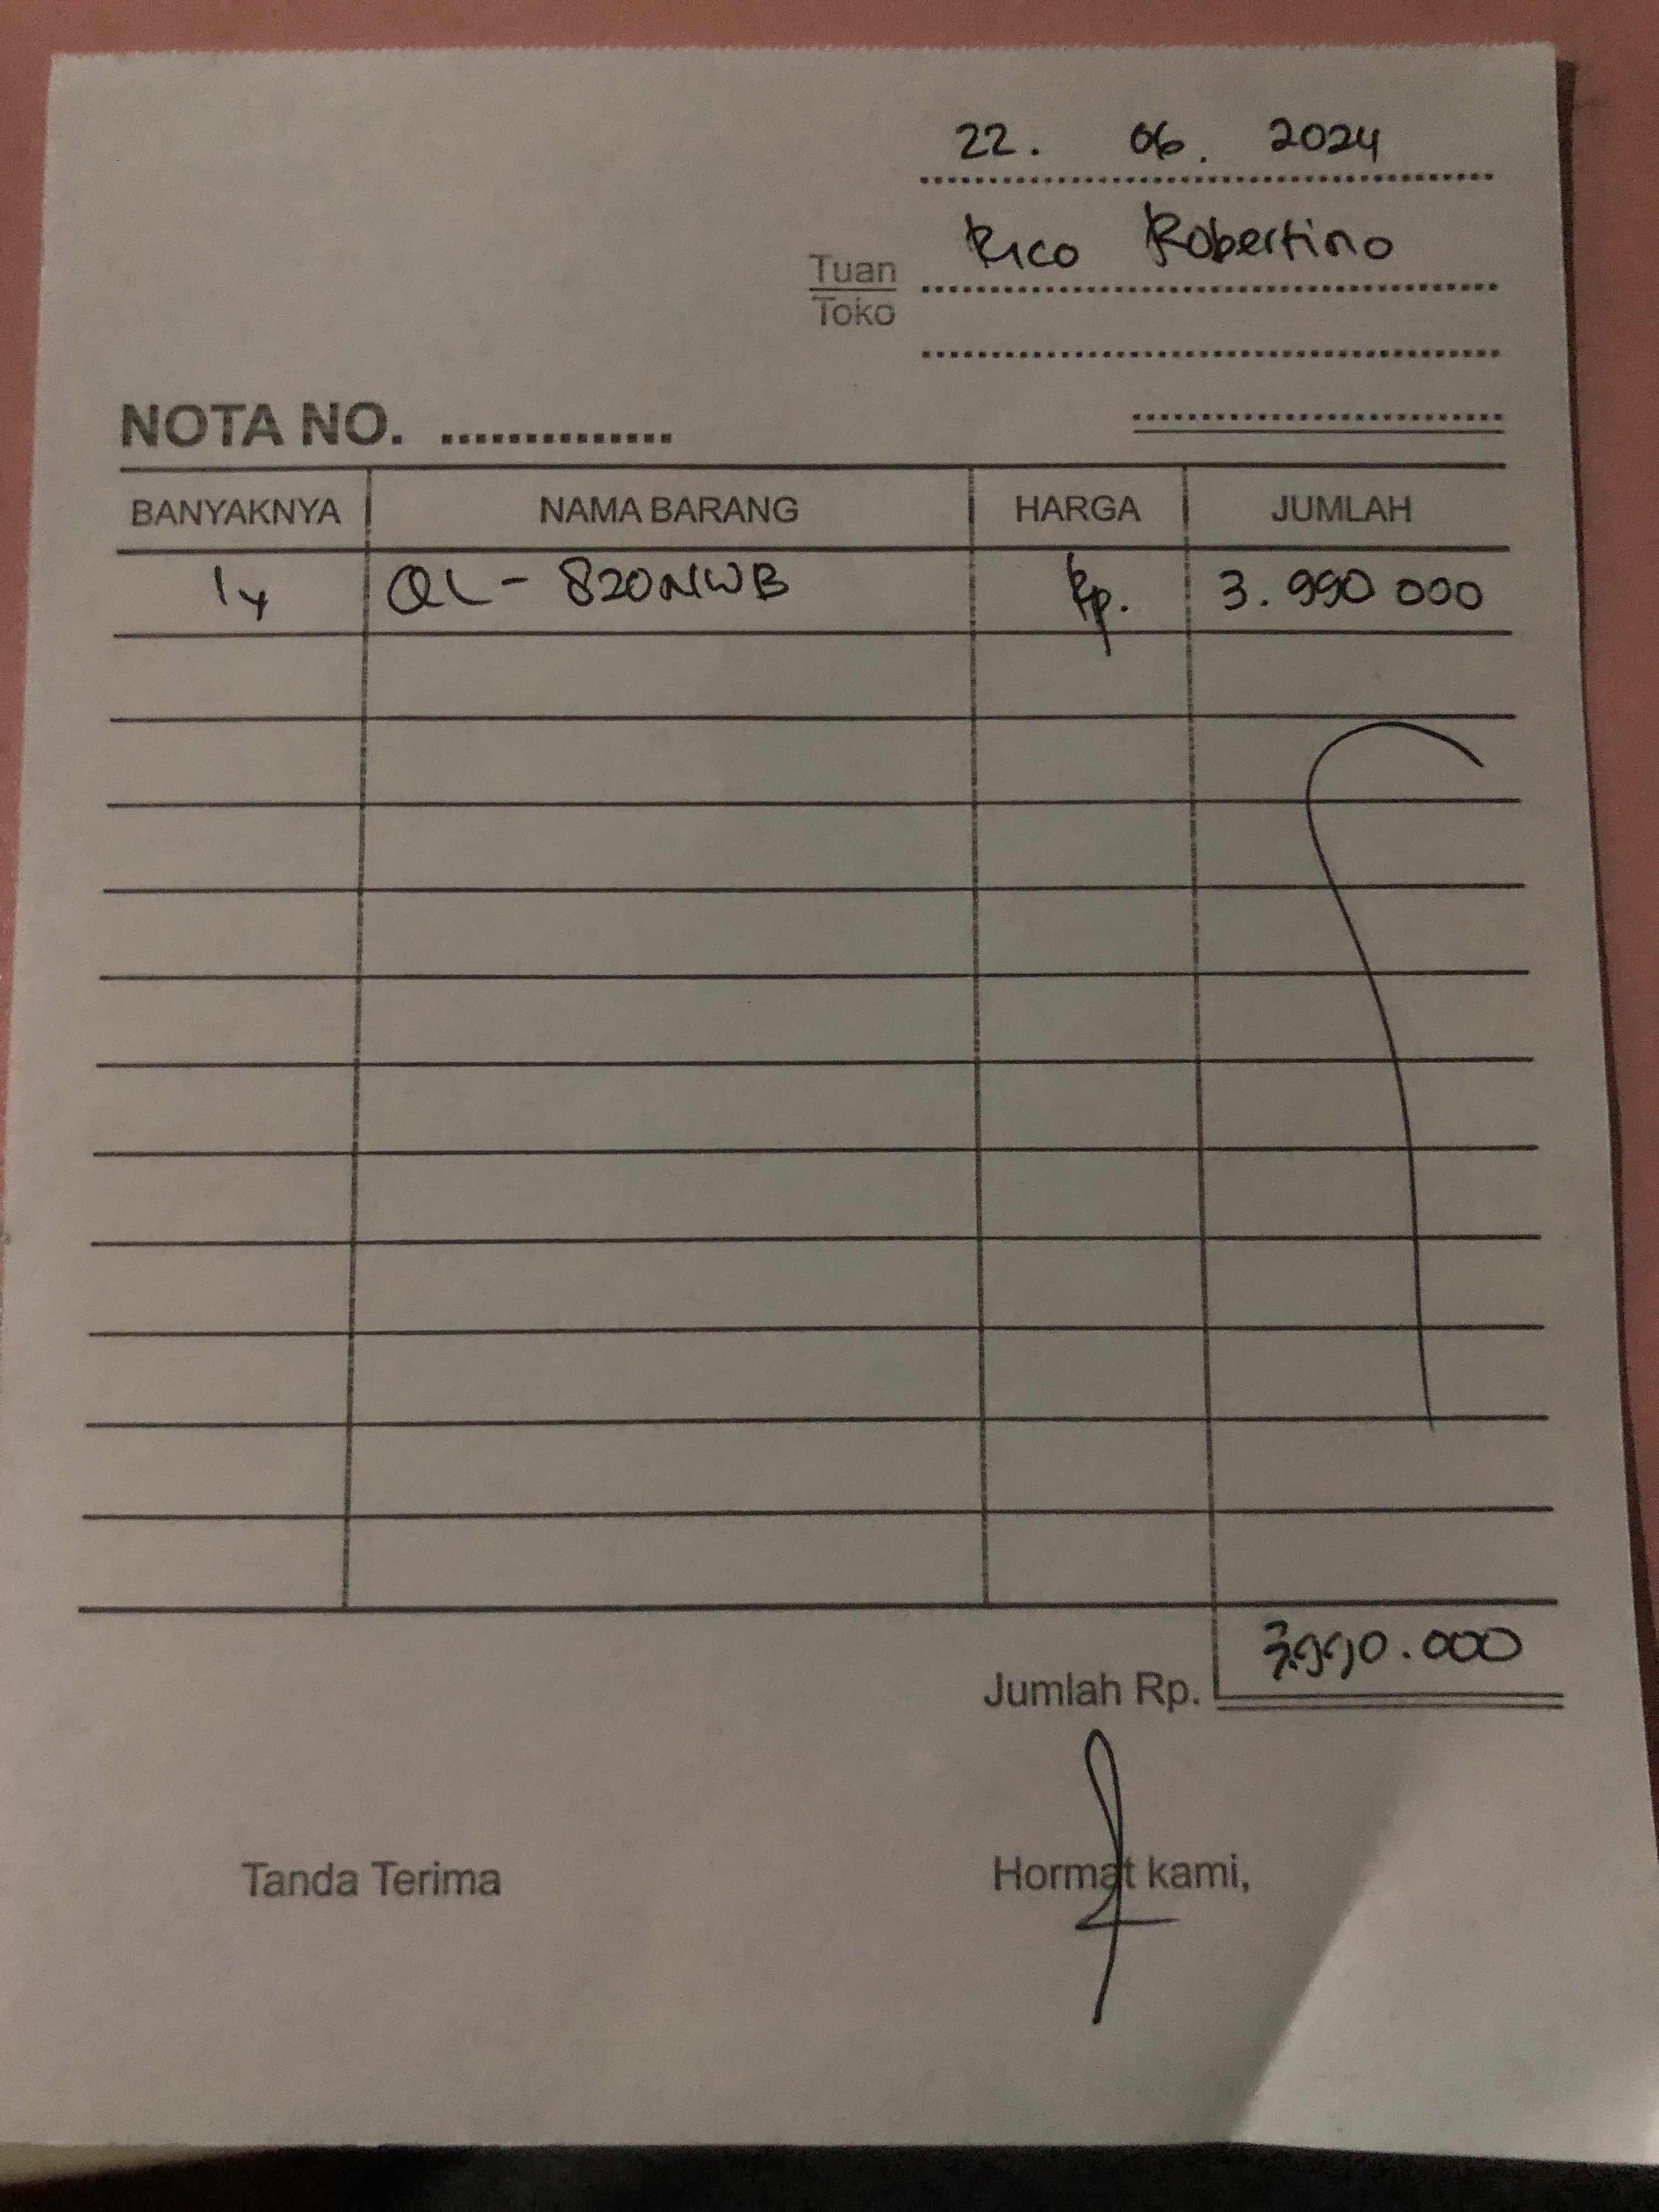 22. 06. 2024
Tuan Rico Robertino
Toko
NOTA NO. ..............
BANYAKNYA NAMA BARANG HARGA JUMLAH
1x QL - 820NWB Rp. 3.990 000
Jumlah Rp. 3.990.000
Tanda Terima Hormat kami,